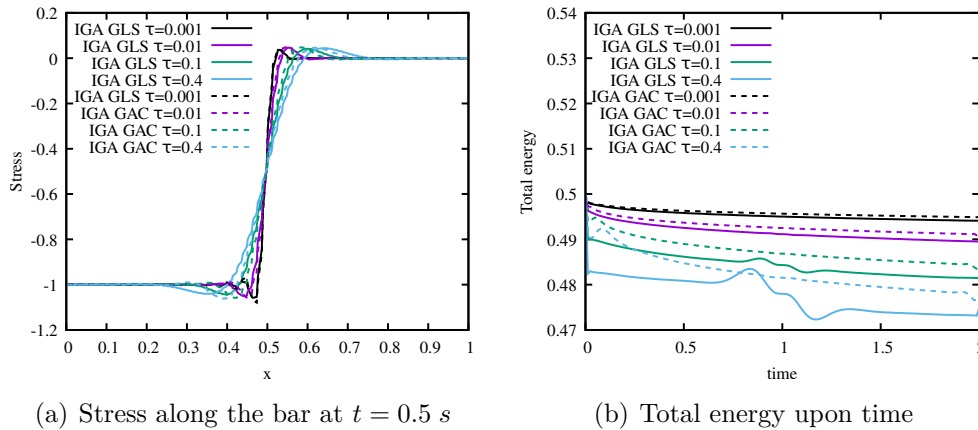 IGA GLS τ=0.001
IGA GLS τ=0.01
IGA GLS τ=0.1
IGA GLS τ=0.4
IGA GAC τ=0.001
IGA GAC τ=0.01
IGA GAC τ=0.1
IGA GAC τ=0.4
0.2
0
-0.2
-0.4
-0.6
-0.8
-1
-1.2
Stress
0 0.1 0.2 0.3 0.4 0.5 0.6 0.7 0.8 0.9 1
x
(a) Stress along the bar at t = 0.5 s
IGA GLS τ=0.001
IGA GLS τ=0.01
IGA GLS τ=0.1
IGA GLS τ=0.4
IGA GAC τ=0.001
IGA GAC τ=0.01
IGA GAC τ=0.1
IGA GAC τ=0.4
0.54
0.53
0.52
0.51
0.5
0.49
0.48
0.47
Total energy
0 0.5 1 1.5 2
time
(b) Total energy upon time